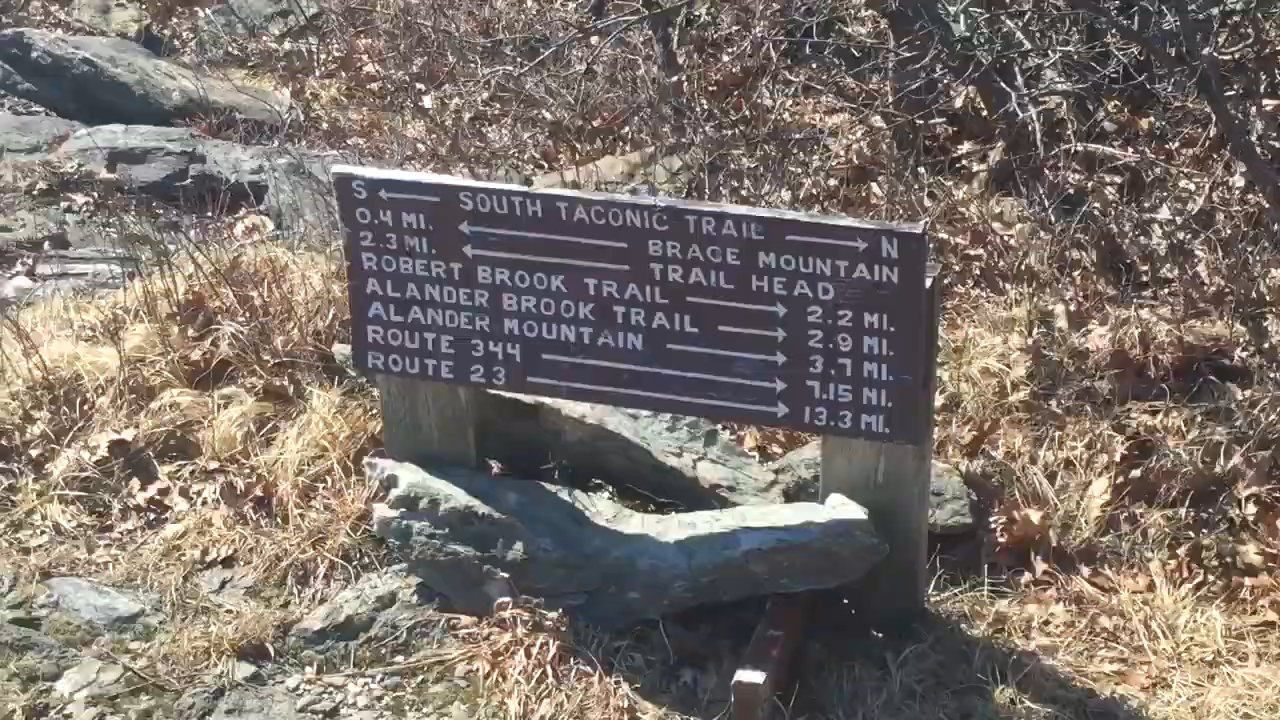 S ← SOUTH TACONIC TRAIL → N
0.4 MI. ← BRACE MOUNTAIN
2.3 MI. ← TRAIL HEAD
ROBERT BROOK TRAIL → 2.2 MI.
ALANDER BROOK TRAIL → 2.9 MI.
ALANDER MOUNTAIN → 3.7 MI.
ROUTE 344 → 7.15 MI.
ROUTE 23 → 13.3 MI.